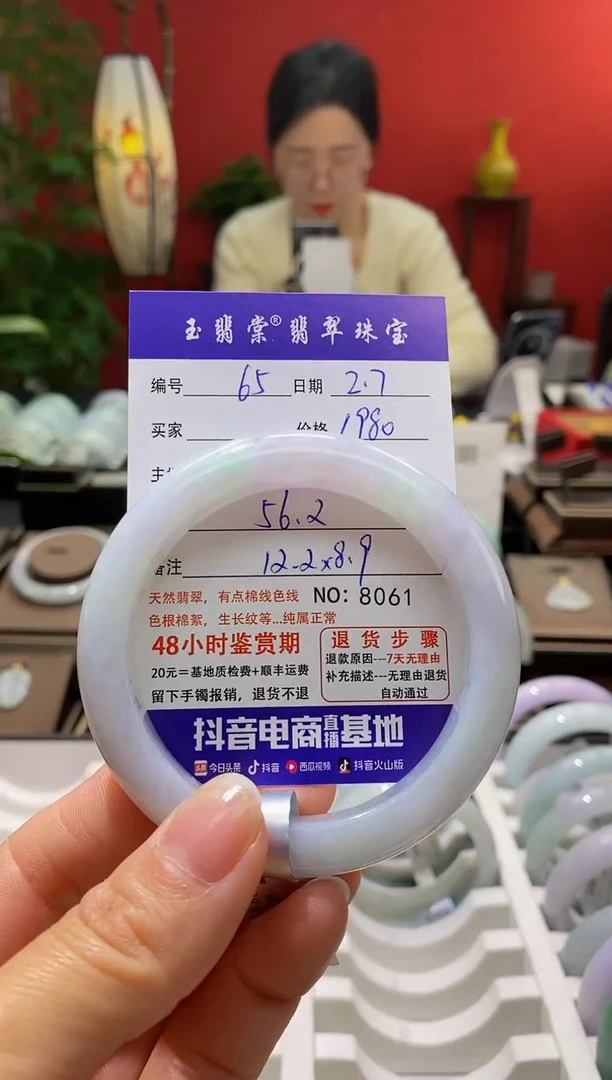 玉翡棠®翡翠珠宝
编号 65 日期 2.7
买家 价格 1980
56.2
备注 12.2x8.9
天然翡翠，有点棉线色线 NO: 8061
色根棉絮，生长纹等...纯属正常
48小时鉴赏期
20元=基地质检费+顺丰运费
留下手镯报销，退货不退
退货步骤
退款原因---7天无理由
补充描述---无理由退货
自动通过
抖音电商直播基地
头条 今日头条 抖音 西瓜视频 抖音火山版